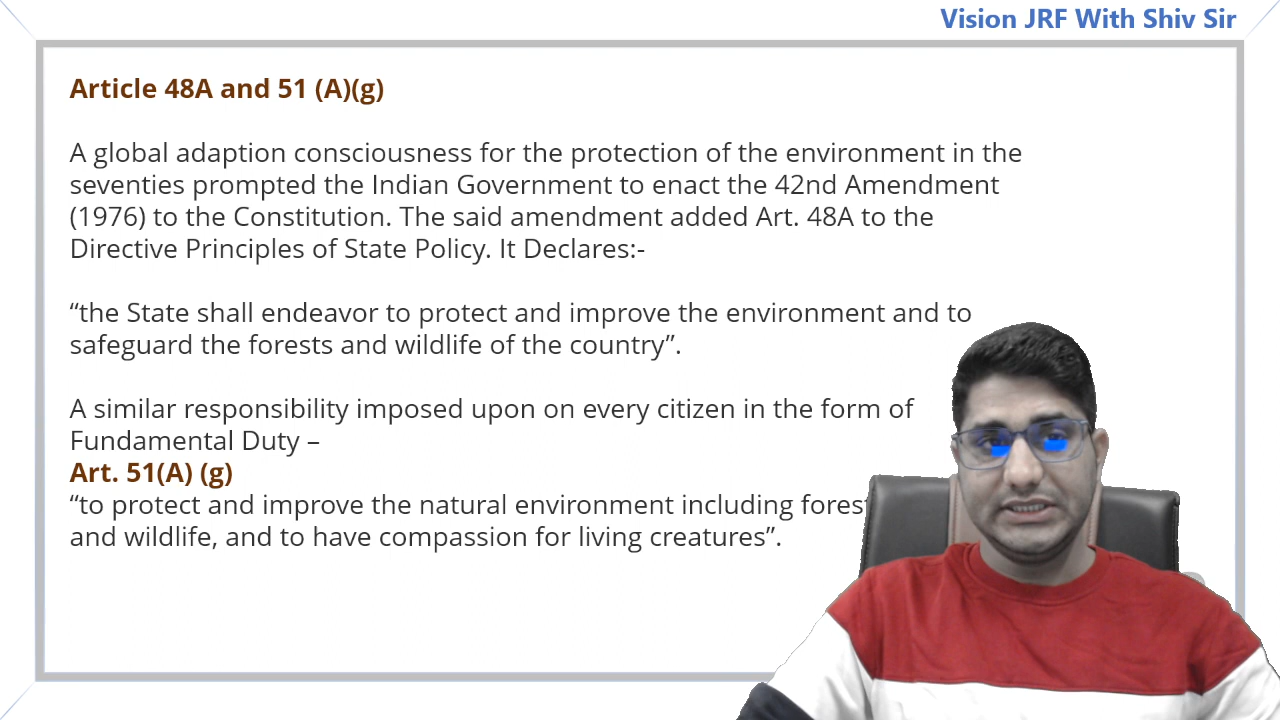 Vision JRF With Shiv Sir
Article 48A and 51 (A)(g)
A global adaption consciousness for the protection of the environment in the
seventies prompted the Indian Government to enact the 42nd Amendment
(1976) to the Constitution. The said amendment added Art. 48A to the
Directive Principles of State Policy. It Declares:-
“the State shall endeavor to protect and improve the environment and to
safeguard the forests and wildlife of the country”.
A similar responsibility imposed upon on every citizen in the form of
Fundamental Duty –
Art. 51(A) (g)
“to protect and improve the natural environment including
and wildlife, and to have compassion for living creatures”.